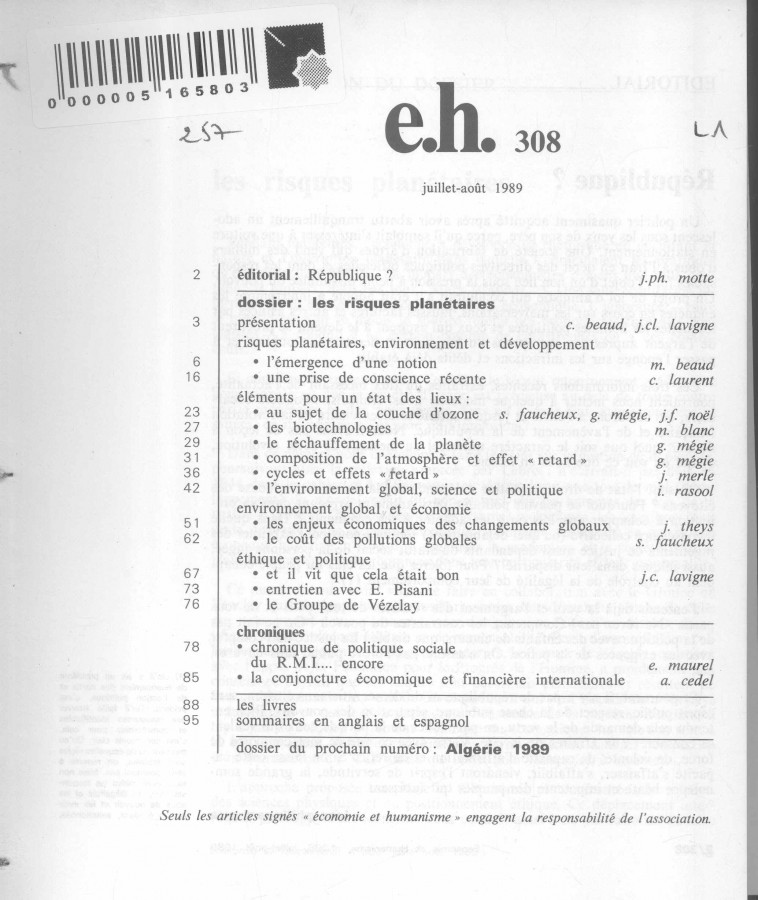 0 000005 165803
257
e.h. 308
L1
juillet-août 1989
2 éditorial : République ? j.ph. motte
dossier : les risques planétaires
3 présentation c. beaud, j.cl. lavigne
risques planétaires, environnement et développement
6 • l'émergence d'une notion m. beaud
16 • une prise de conscience récente c. laurent
éléments pour un état des lieux :
23 • au sujet de la couche d'ozone s. faucheux, g. mégie, j.f. noël
27 • les biotechnologies m. blanc
29 • le réchauffement de la planète g. mégie
31 • composition de l'atmosphère et effet « retard » g. mégie
36 • cycles et effets « retard » j. merle
42 • l'environnement global, science et politique i. rasool
environnement global et économie
51 • les enjeux économiques des changements globaux j. theys
62 • le coût des pollutions globales s. faucheux
éthique et politique
67 • et il vit que cela était bon j.c. lavigne
73 • entretien avec E. Pisani
76 • le Groupe de Vézelay
chroniques
78 • chronique de politique sociale
du R.M.I.... encore e. maurel
85 • la conjoncture économique et financière internationale a. cedel
88 les livres
95 sommaires en anglais et espagnol
dossier du prochain numéro : Algérie 1989
Seuls les articles signés « économie et humanisme » engagent la responsabilité de l'association.